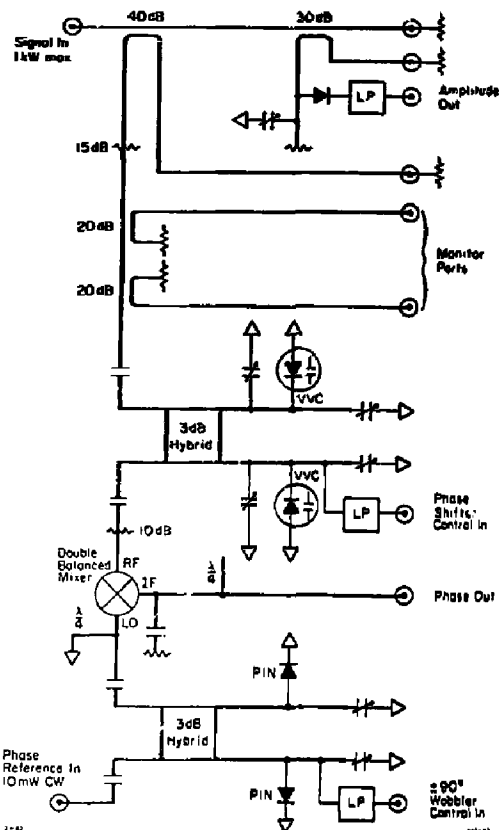 40dB
30dB
Signal In
1kW max.
LP
Amplitude
Out
15dB
20dB
20dB
Monitor
Ports
VVC
3dB
Hybrid
VVC
LP
Phase
Shifter
Control In
10dB
Double
Balanced
Mixer
RF
IF
λ/4
Phase Out
λ/4
LO
PIN
3dB
Hybrid
Phase
Reference In
10mW CW
PIN
LP
±90°
Wobbler
Control In